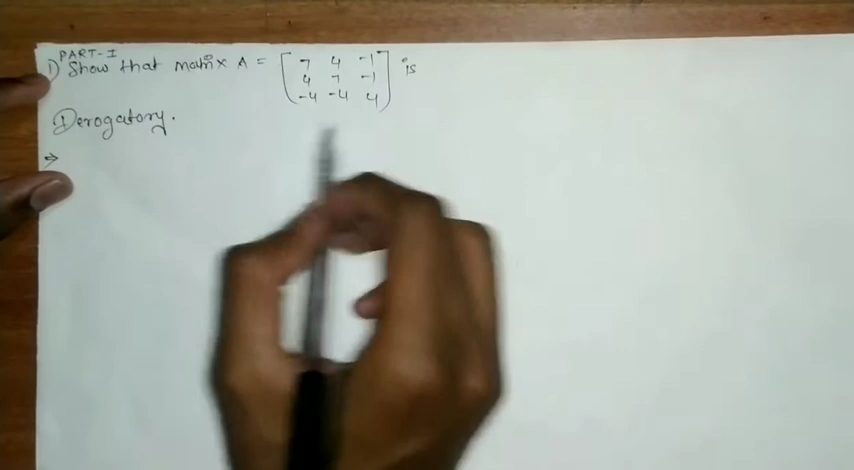 PART-I
1) Show that matrix A = [ 7 4 -1 is
4 7 -1
-4 -4 4 ]
Derogatory.
→